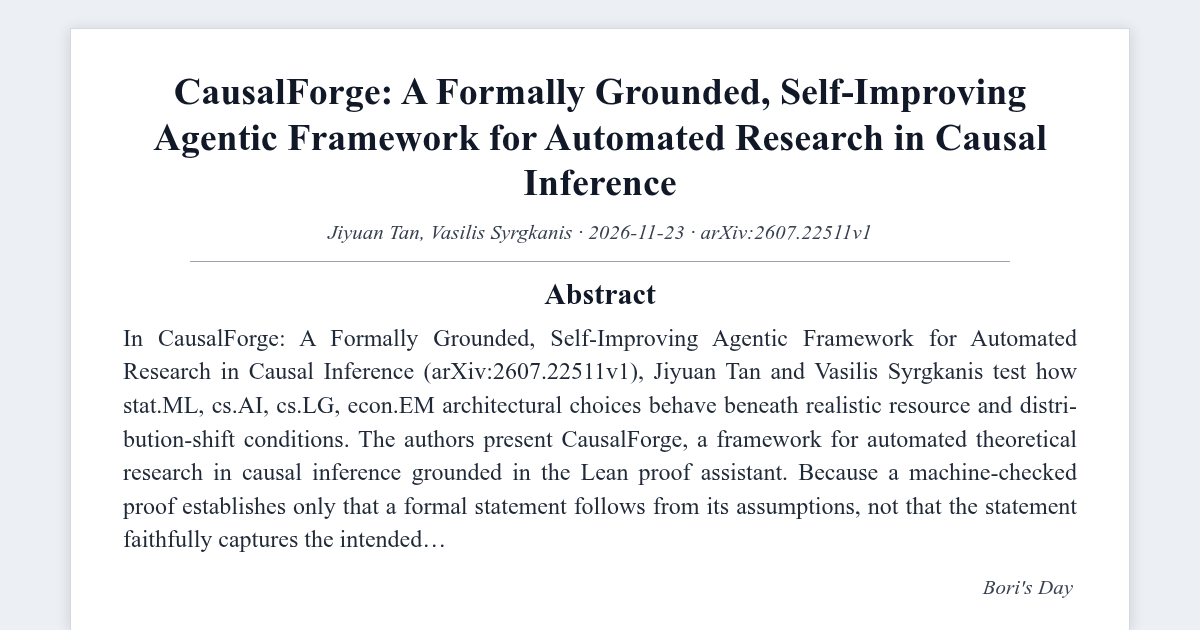 CausalForge: A Formally Grounded, Self-Improving
Agentic Framework for Automated Research in Causal
Inference
Jiyuan Tan, Vasilis Syrgkanis · 2026-11-23 · arXiv:2607.22511v1
Abstract
In CausalForge: A Formally Grounded, Self-Improving Agentic Framework for Automated
Research in Causal Inference (arXiv:2607.22511v1), Jiyuan Tan and Vasilis Syrgkanis test how
stat.ML, cs.AI, cs.LG, econ.EM architectural choices behave beneath realistic resource and distri-
bution-shift conditions. The authors present CausalForge, a framework for automated theoretical
research in causal inference grounded in the Lean proof assistant. Because a machine-checked
proof establishes only that a formal statement follows from its assumptions, not that the statement
faithfully captures the intended…
Bori's Day